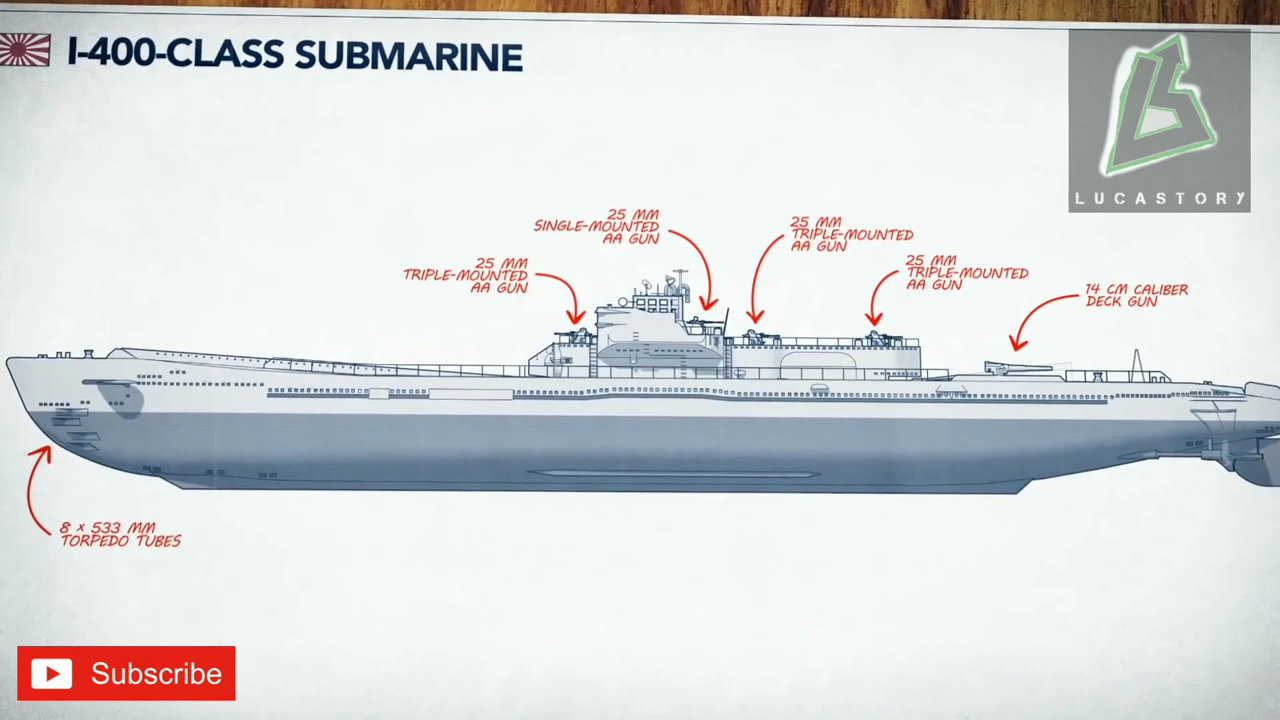 I-400-CLASS SUBMARINE
LUCASTORY
25 MM
SINGLE-MOUNTED
AA GUN
25 MM
TRIPLE-MOUNTED
AA GUN
25 MM
TRIPLE-MOUNTED
AA GUN
25 MM
TRIPLE-MOUNTED
AA GUN
14 CM CALIBER
DECK GUN
8 x 533 MM
TORPEDO TUBES
Subscribe